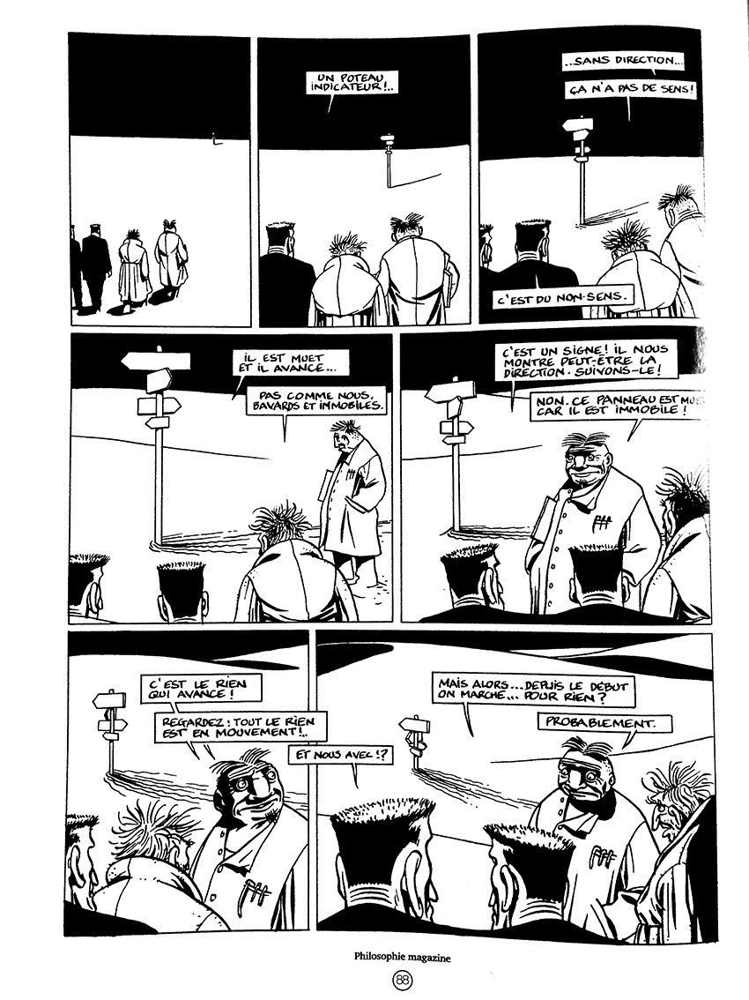 UN POTEAU
INDICATEUR!..
..SANS DIRECTION...
ÇA N'A PAS DE SENS!
C'EST DU NON-SENS.
IL EST MUET
ET IL AVANCE...
PAS COMME NOUS,
BAVARDS ET IMMOBILES.
C'EST UN SIGNE! IL NOUS
MONTRE PEUT-ÊTRE LA
DIRECTION. SUIVONS-LE!
NON. CE PANNEAU EST
CAR IL EST IMMOBILE!
C'EST LE RIEN
QUI AVANCE!
REGARDEZ: TOUT LE RIEN
EST EN MOUVEMENT!..
ET NOUS AVEC!?
MAIS ALORS...DEPUIS LE DÉBUT
ON MARCHE... POUR RIEN?
PROBABLEMENT.
Philosophie magazine
88